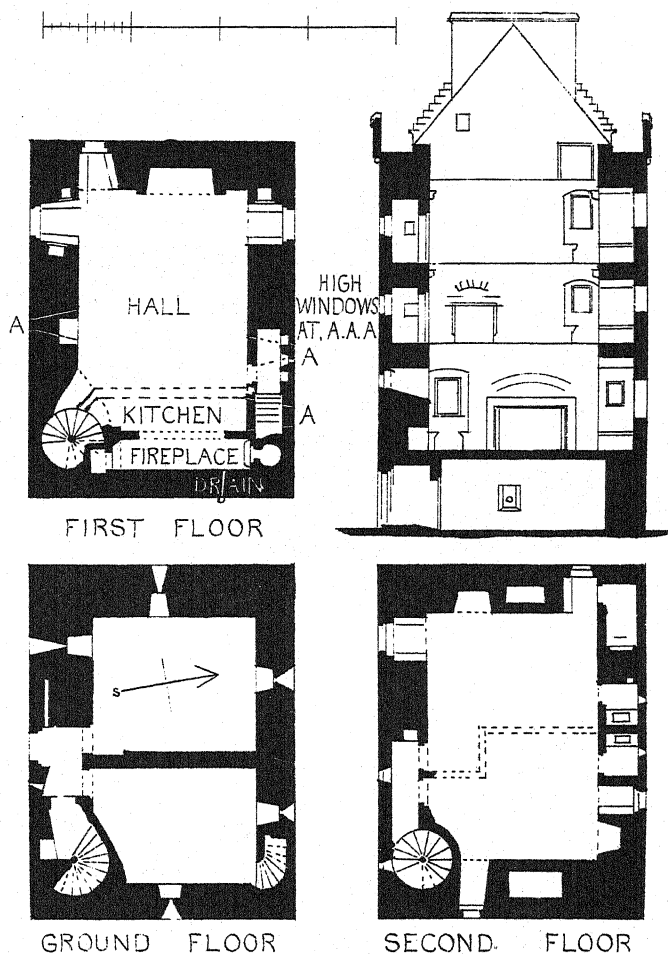 HALL
A
HIGH
WINDOWS
AT, A.A.A
A
A
KITCHEN
FIREPLACE
DRAIN
FIRST FLOOR
S
GROUND FLOOR
SECOND FLOOR